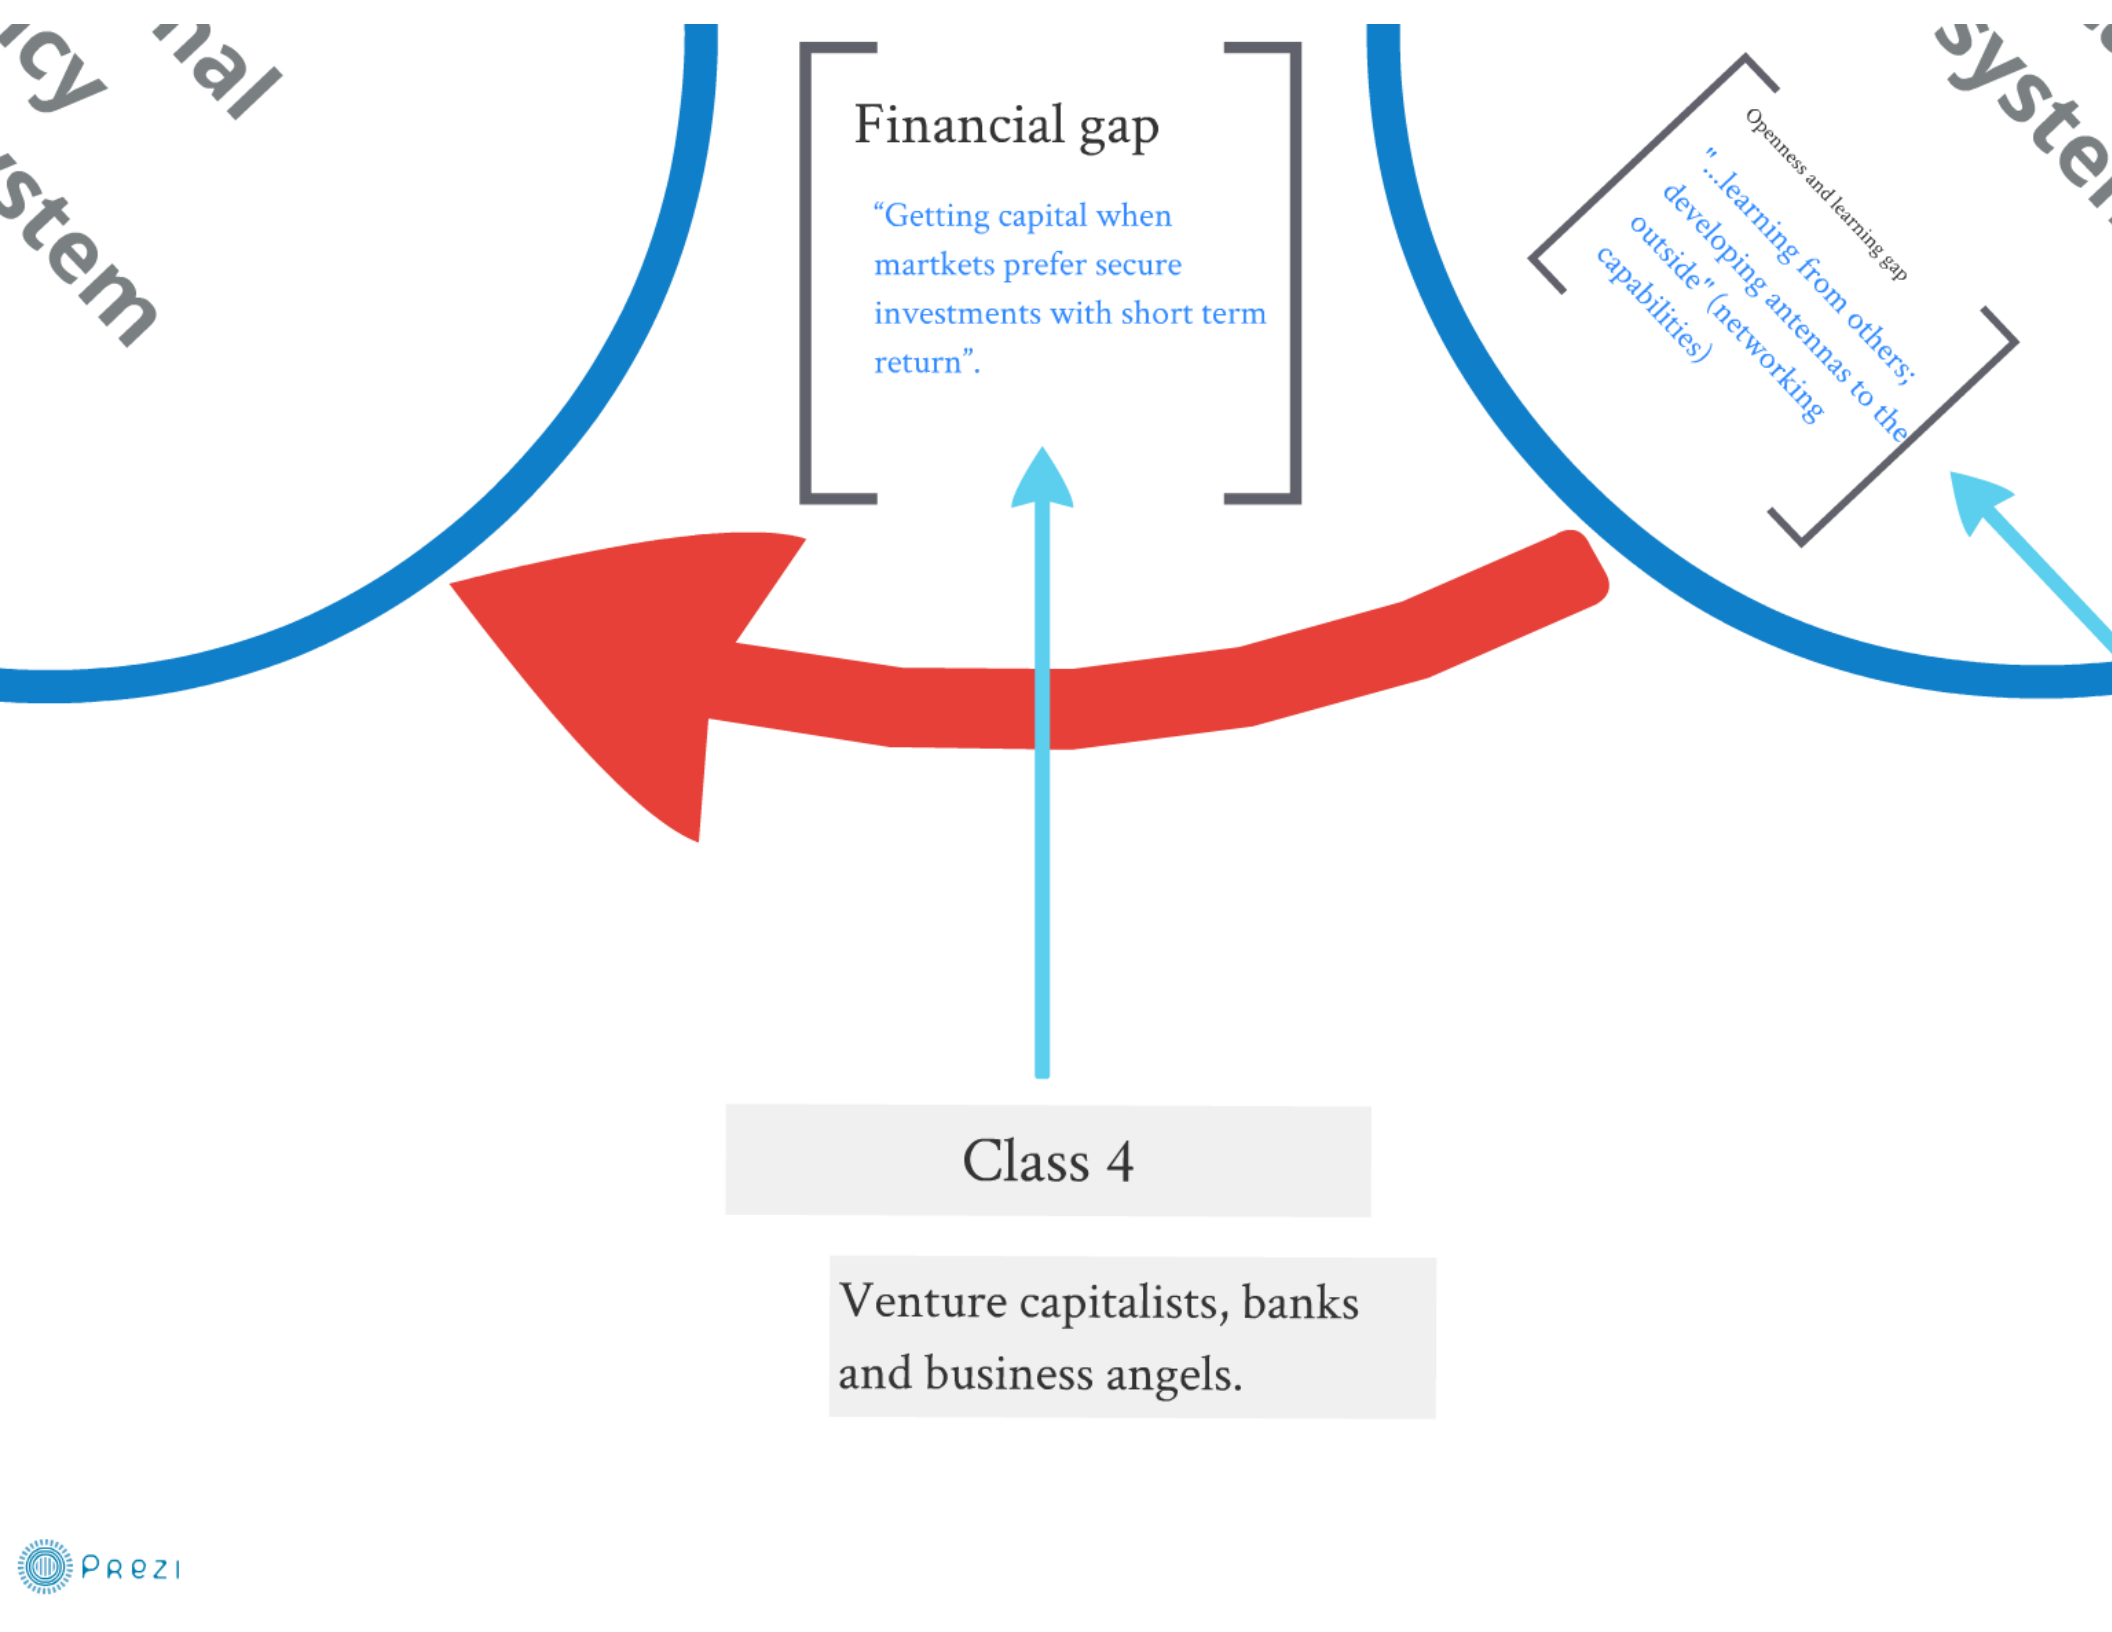 system
Financial gap
“Getting capital when
martkets prefer secure
investments with short term
return”.
Openness and learning gap
"...learning from others;
developing antennas to the
outside" (networking
capabilities)
Class 4
Venture capitalists, banks
and business angels.
Prezi